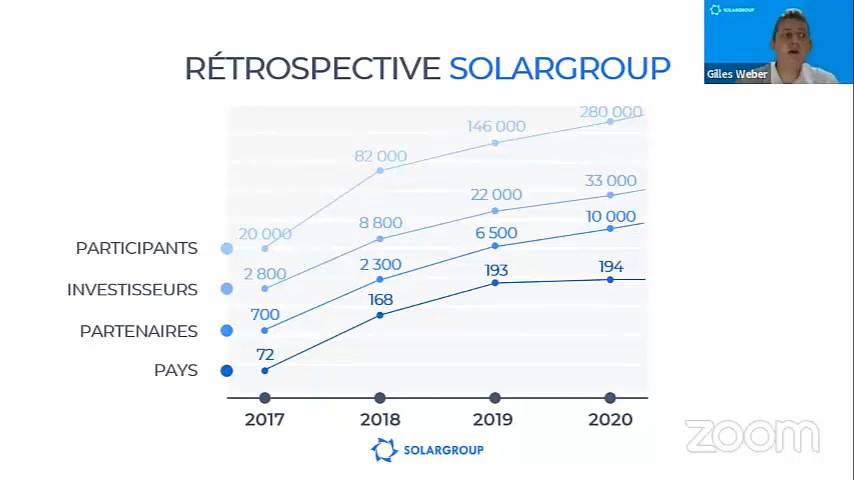 SOLARGROUP
Gilles Weber
RÉTROSPECTIVE SOLARGROUP
280 000
146 000
82 000
20 000
33 000
22 000
8 800
2 800
10 000
6 500
2 300
700
194
193
168
72
PARTICIPANTS
INVESTISSEURS
PARTENAIRES
PAYS
2017 2018 2019 2020
SOLARGROUP
zoom